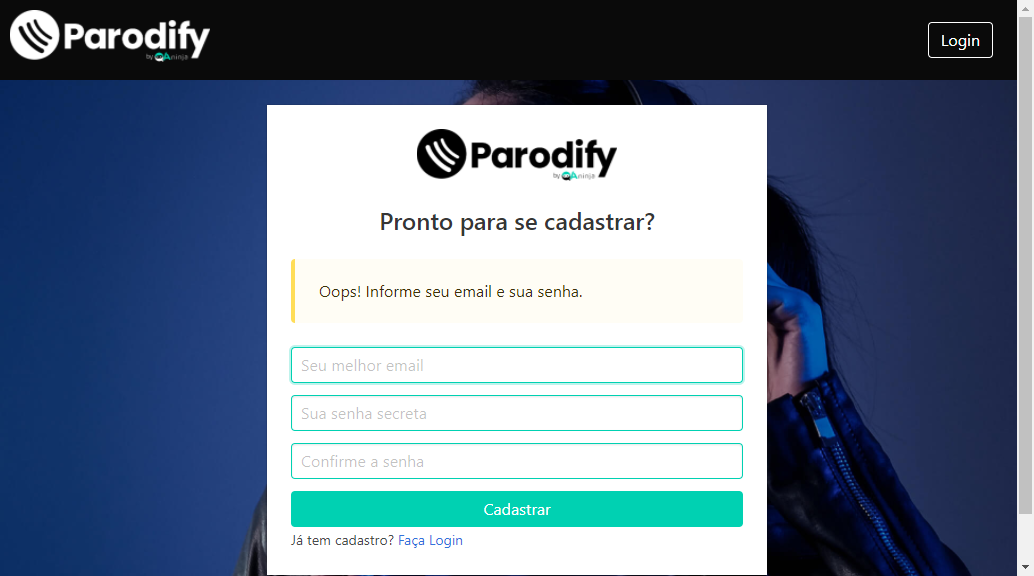 Parodify
by QAninja
Login
Parodify
by QAninja
Pronto para se cadastrar?
Oops! Informe seu email e sua senha.
Seu melhor email
Sua senha secreta
Confirme a senha
Cadastrar
Já tem cadastro? Faça Login